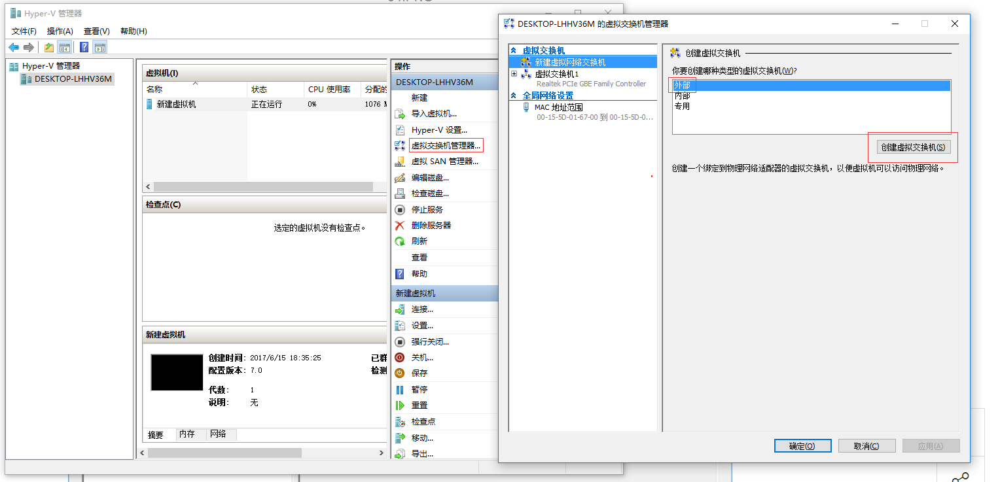 Hyper-V 管理器
文件(F) 操作(A) 查看(V) 帮助(H)
Hyper-V 管理器
DESKTOP-LHHV36M
虚拟机(I)
名称 状态 CPU 使用率 分配的
新建虚拟机 正在运行 0% 1076 M
检查点(C)
选定的虚拟机没有检查点。
新建虚拟机
创建时间: 2017/6/15 18:35:25 已群
配置版本: 7.0 检测
代数: 1
说明: 无
摘要 内存 网络
操作
DESKTOP-LHHV36M
新建
导入虚拟机...
Hyper-V 设置...
虚拟交换机管理器...
虚拟 SAN 管理器...
编辑磁盘...
检查磁盘...
停止服务
删除服务器
刷新
查看
帮助
新建虚拟机
连接...
设置...
强行关闭...
关机...
保存
暂停
重置
检查点
移动...
导出...
DESKTOP-LHHV36M 的虚拟交换机管理器
虚拟交换机
新建虚拟网络交换机
虚拟交换机1
Realtek PCIe GBE Family Controller
全局网络设置
MAC 地址范围
00-15-5D-01-67-00 到 00-15-5D-0...
创建虚拟交换机
你要创建哪种类型的虚拟交换机(W)?
外部
内部
专用
创建虚拟交换机(S)
创建一个绑定到物理网络适配器的虚拟交换机，以便虚拟机可以访问物理网络。
确定(O) 取消(C) 应用(A)